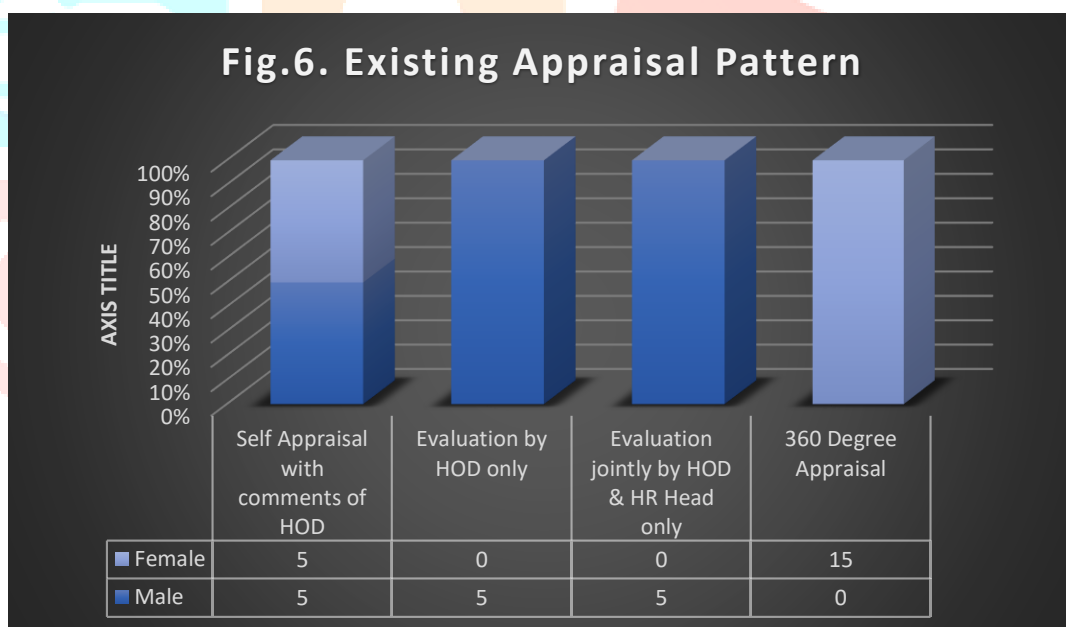 Fig.6. Existing Appraisal Pattern
100%
90%
80%
70%
60%
50%
40%
30%
20%
10%
0%
AXIS TITLE
Self Appraisal
with
comments of
HOD
Evaluation by
HOD only
Evaluation
jointly by HOD
& HR Head
only
360 Degree
Appraisal
Female 5 0 0 15
Male 5 5 5 0